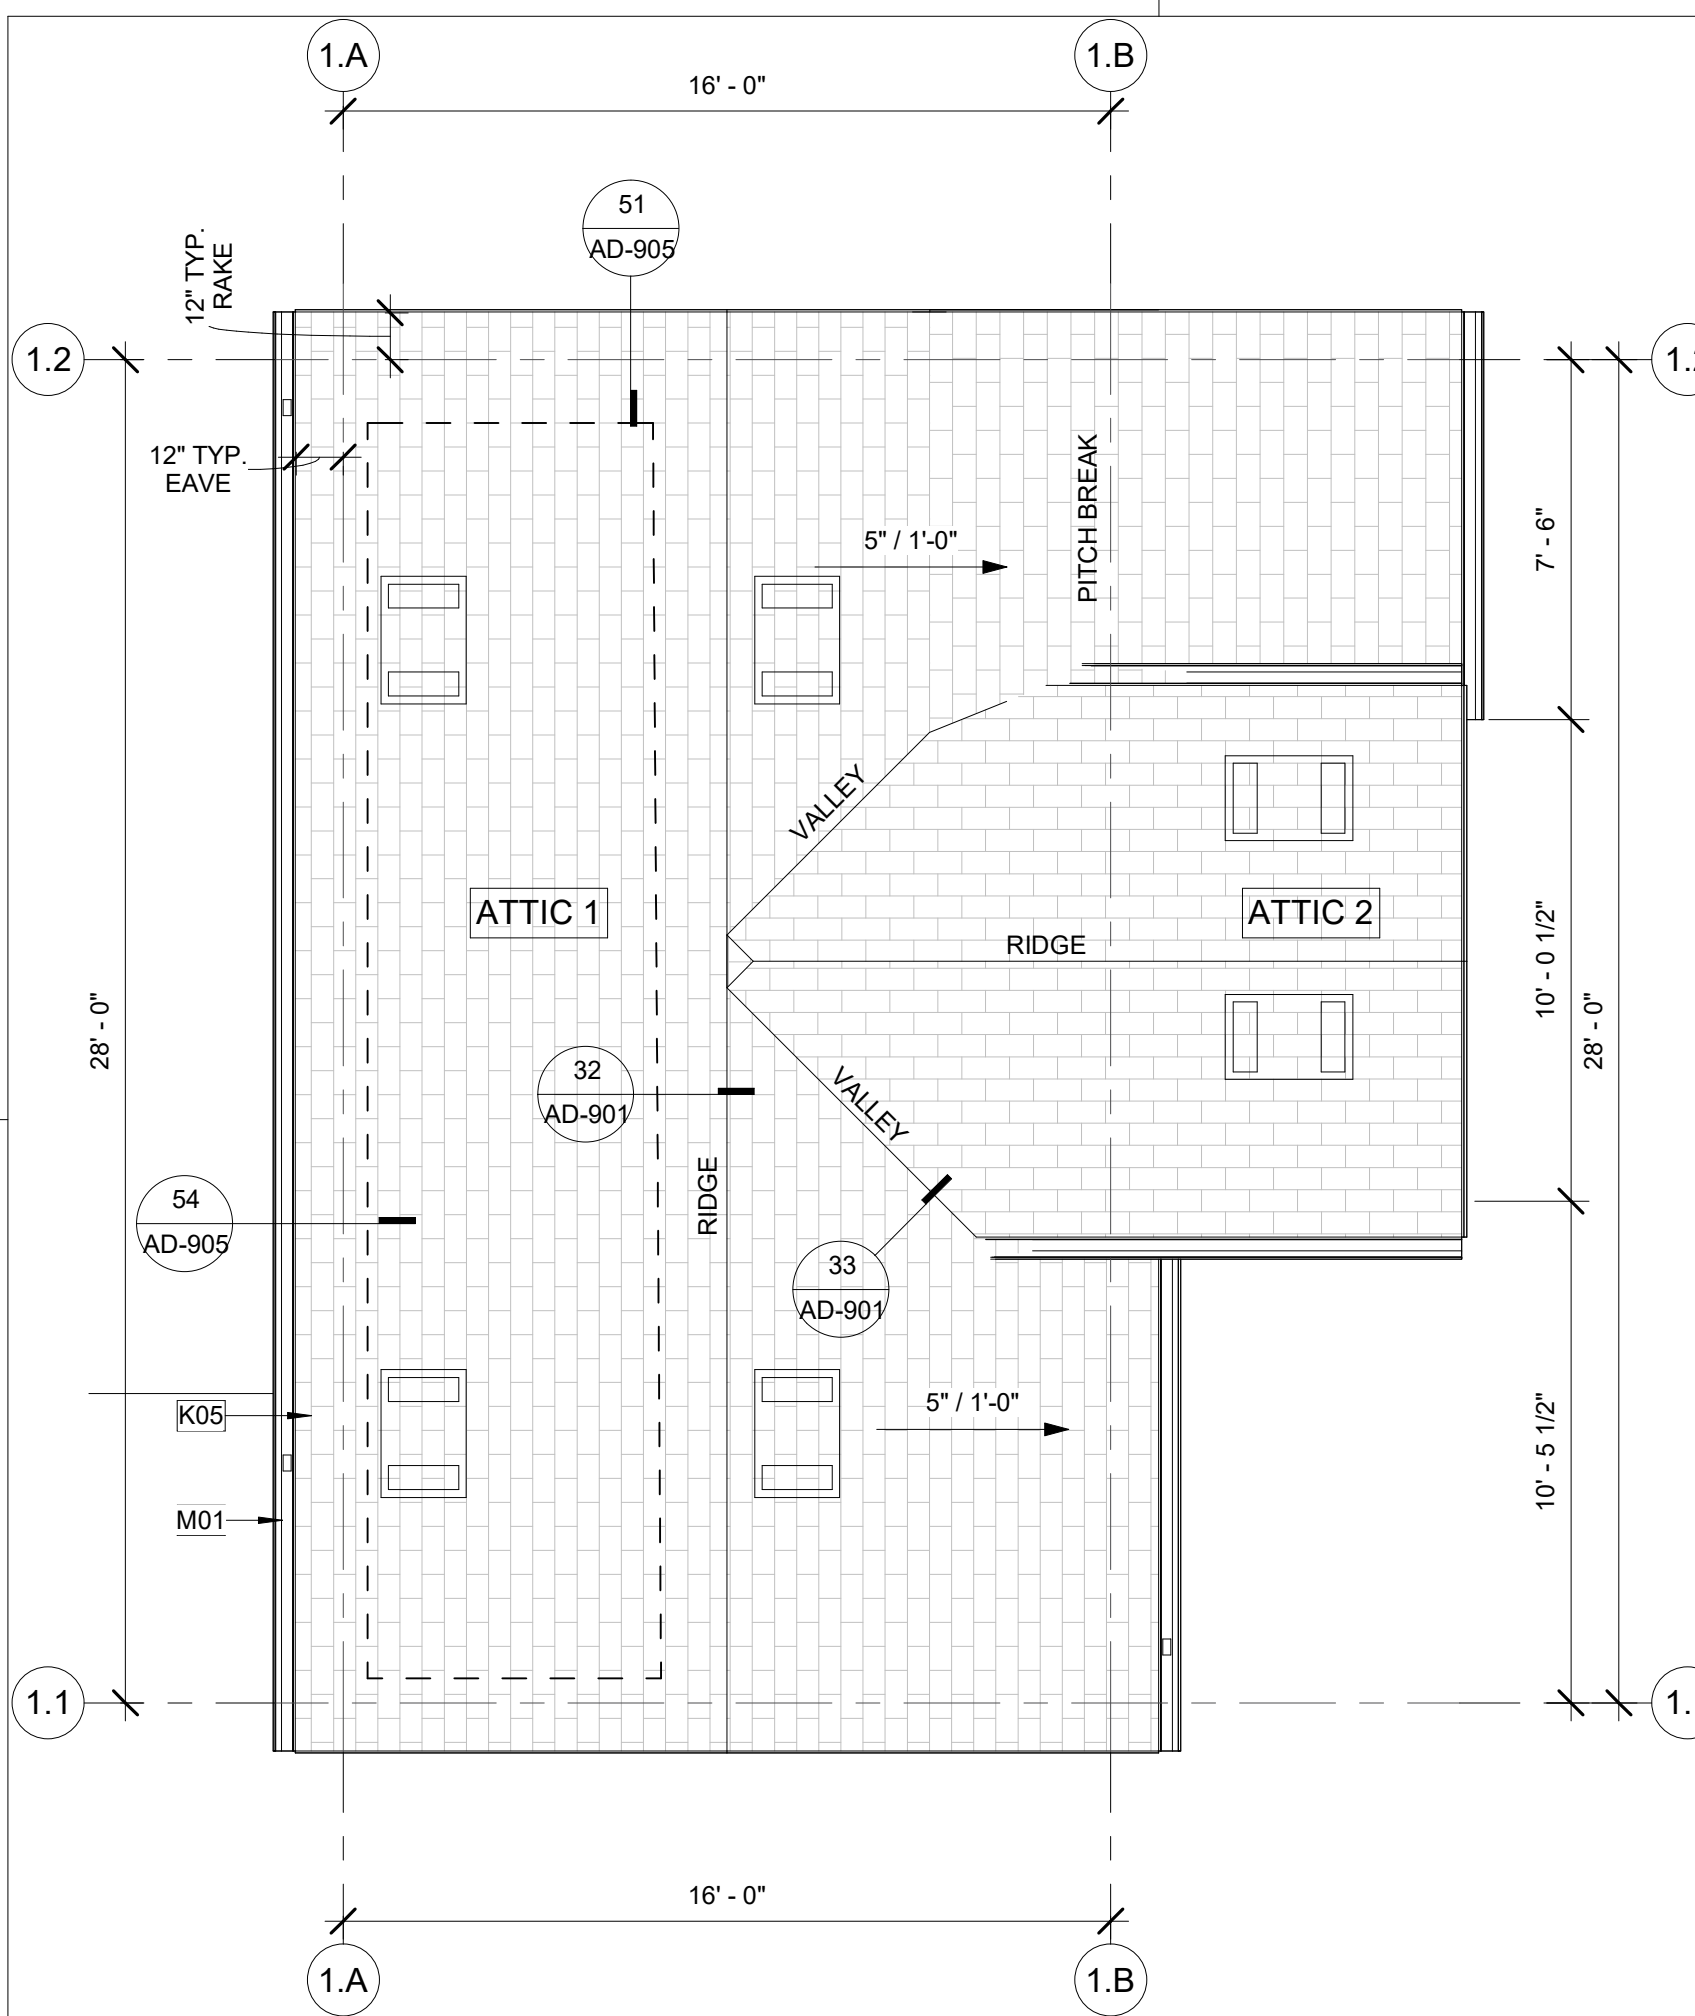 1.A
1.B
16' - 0"
51
AD-905
12" TYP.
RAKE
1.2
12" TYP.
EAVE
5" / 1'-0"
PITCH BREAK
7' - 6"
VALLEY
ATTIC 1
ATTIC 2
RIDGE
10' - 0 1/2"
28' - 0"
28' - 0"
32
AD-901
VALLEY
RIDGE
54
AD-905
33
AD-901
K05
5" / 1'-0"
10' - 5 1/2"
M01
1.1
1.
16' - 0"
1.A
1.B